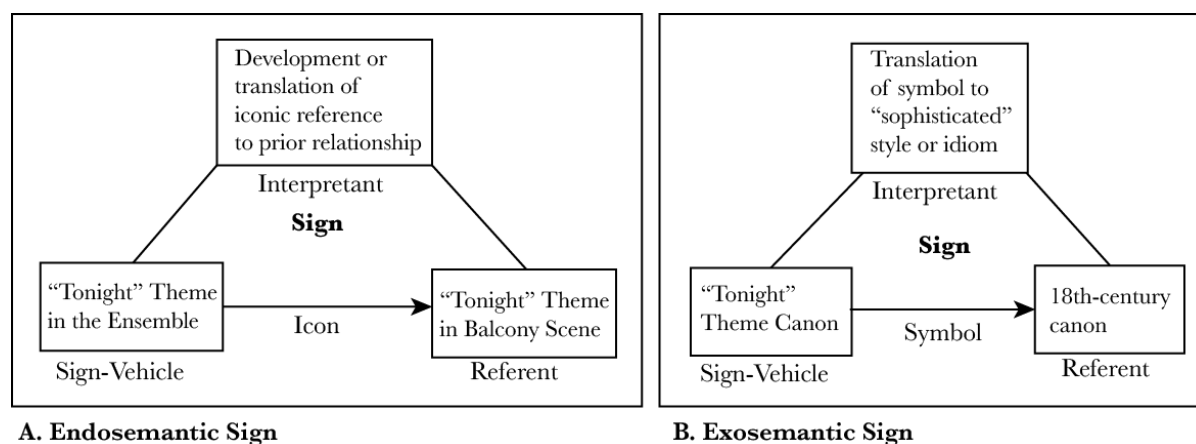 Development or
translation of
iconic reference
to prior relationship
Interpretant
Sign
“Tonight” Theme
in the Ensemble
Icon
“Tonight” Theme
in Balcony Scene
Sign-Vehicle
Referent
A. Endosemantic Sign
Translation
of symbol to
“sophisticated”
style or idiom
Interpretant
Sign
“Tonight”
Theme Canon
Symbol
18th-century
canon
Sign-Vehicle
Referent
B. Exosemantic Sign